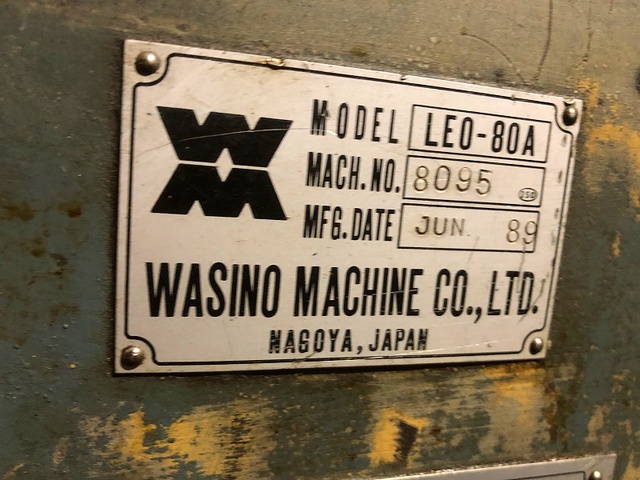 MODEL LEO-80A
MACH.NO. 8095
MFG.DATE JUN. 89
WASINO MACHINE CO.,LTD.
NAGOYA, JAPAN